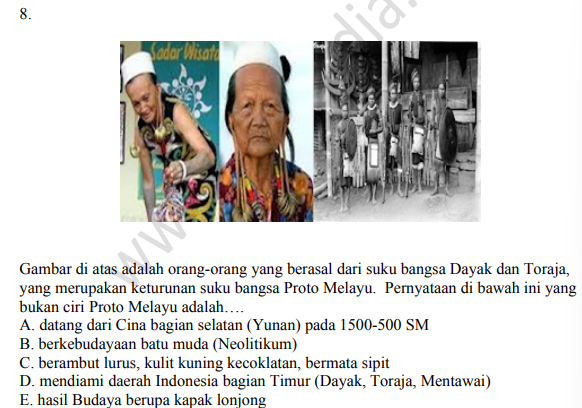 8.
Sadar Wisata
Gambar di atas adalah orang-orang yang berasal dari suku bangsa Dayak dan Toraja,
yang merupakan keturunan suku bangsa Proto Melayu.  Pernyataan di bawah ini yang
bukan ciri Proto Melayu adalah….
A. datang dari Cina bagian selatan (Yunan) pada 1500-500 SM
B. berkebudayaan batu muda (Neolitikum)
C. berambut lurus, kulit kuning kecoklatan, bermata sipit
D. mendiami daerah Indonesia bagian Timur (Dayak, Toraja, Mentawai)
E. hasil Budaya berupa kapak lonjong